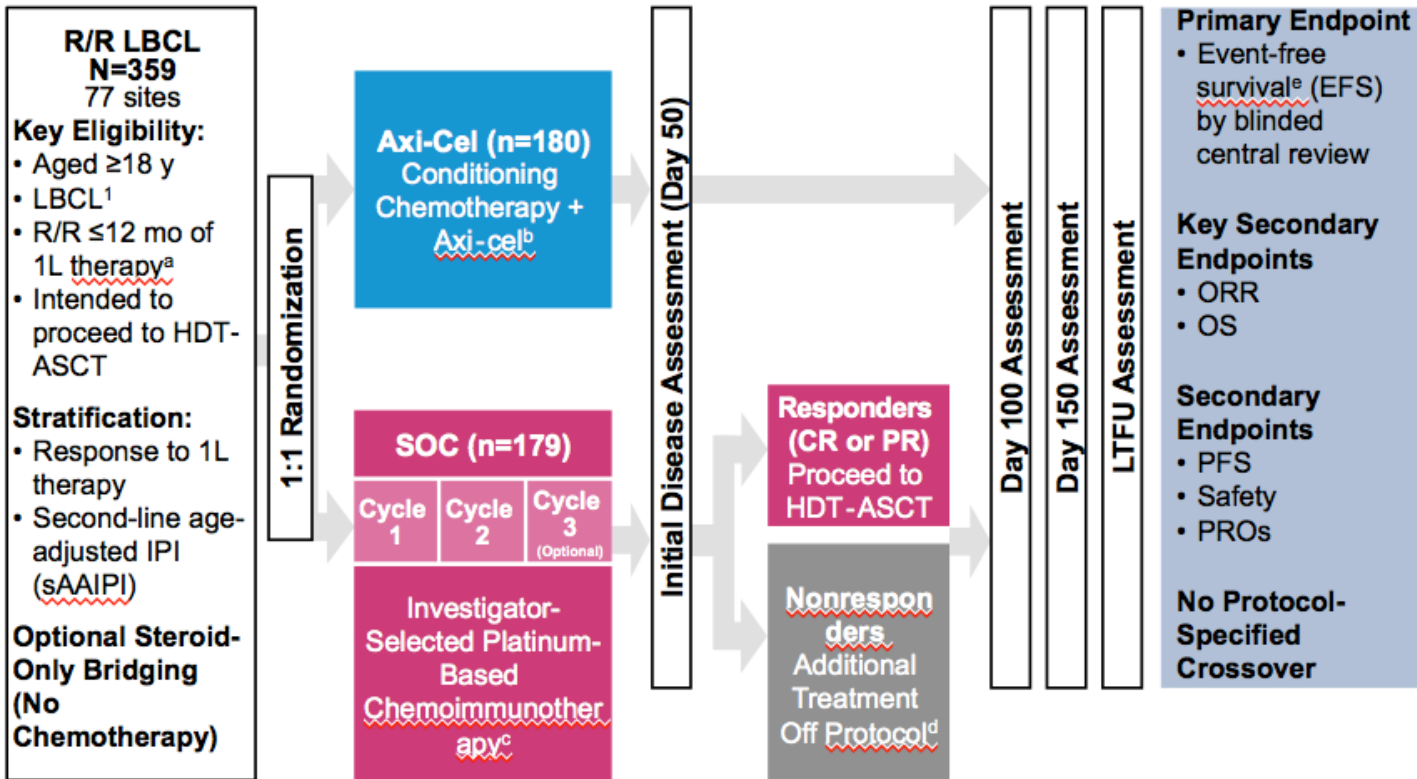 R/R LBCL
N=359
77 sites
Key Eligibility:
• Aged ≥18 y
• LBCL¹
• R/R ≤12 mo of
1L therapyᵃ
• Intended to
proceed to HDT-
ASCT
Stratification:
• Response to 1L
therapy
• Second-line age-
adjusted IPI
(sAAIPI)
Optional Steroid-
Only Bridging
(No
Chemotherapy)
1:1 Randomization
Axi-Cel (n=180)
Conditioning
Chemotherapy +
Axi-celᵇ
SOC (n=179)
Cycle
1
Cycle
2
Cycle
3
(Optional)
Investigator-
Selected Platinum-
Based
Chemoimmunother
apyᶜ
Initial Disease Assessment (Day 50)
Responders
(CR or PR)
Proceed to
HDT-ASCT
Nonrespon
ders
Additional
Treatment
Off Protocolᵈ
Day 100 Assessment
Day 150 Assessment
LTFU Assessment
Primary Endpoint
• Event-free
survivalᵉ (EFS)
by blinded
central review
Key Secondary
Endpoints
• ORR
• OS
Secondary
Endpoints
• PFS
• Safety
• PROs
No Protocol-
Specified
Crossover